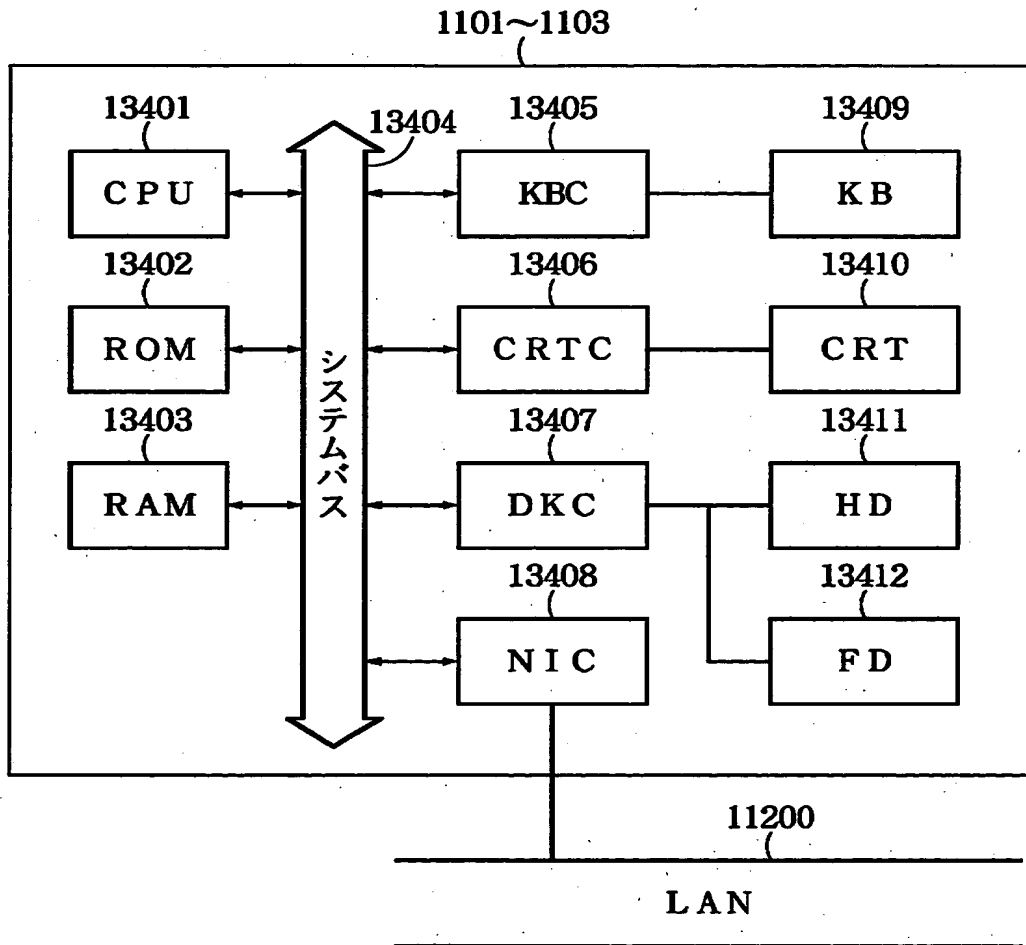 1101～1103
13401
CPU
13402
ROM
13403
RAM
13404
システムバス
13405
KBC
13406
CRTC
13407
DKC
13408
NIC
13409
KB
13410
CRT
13411
HD
13412
FD
11200
LAN